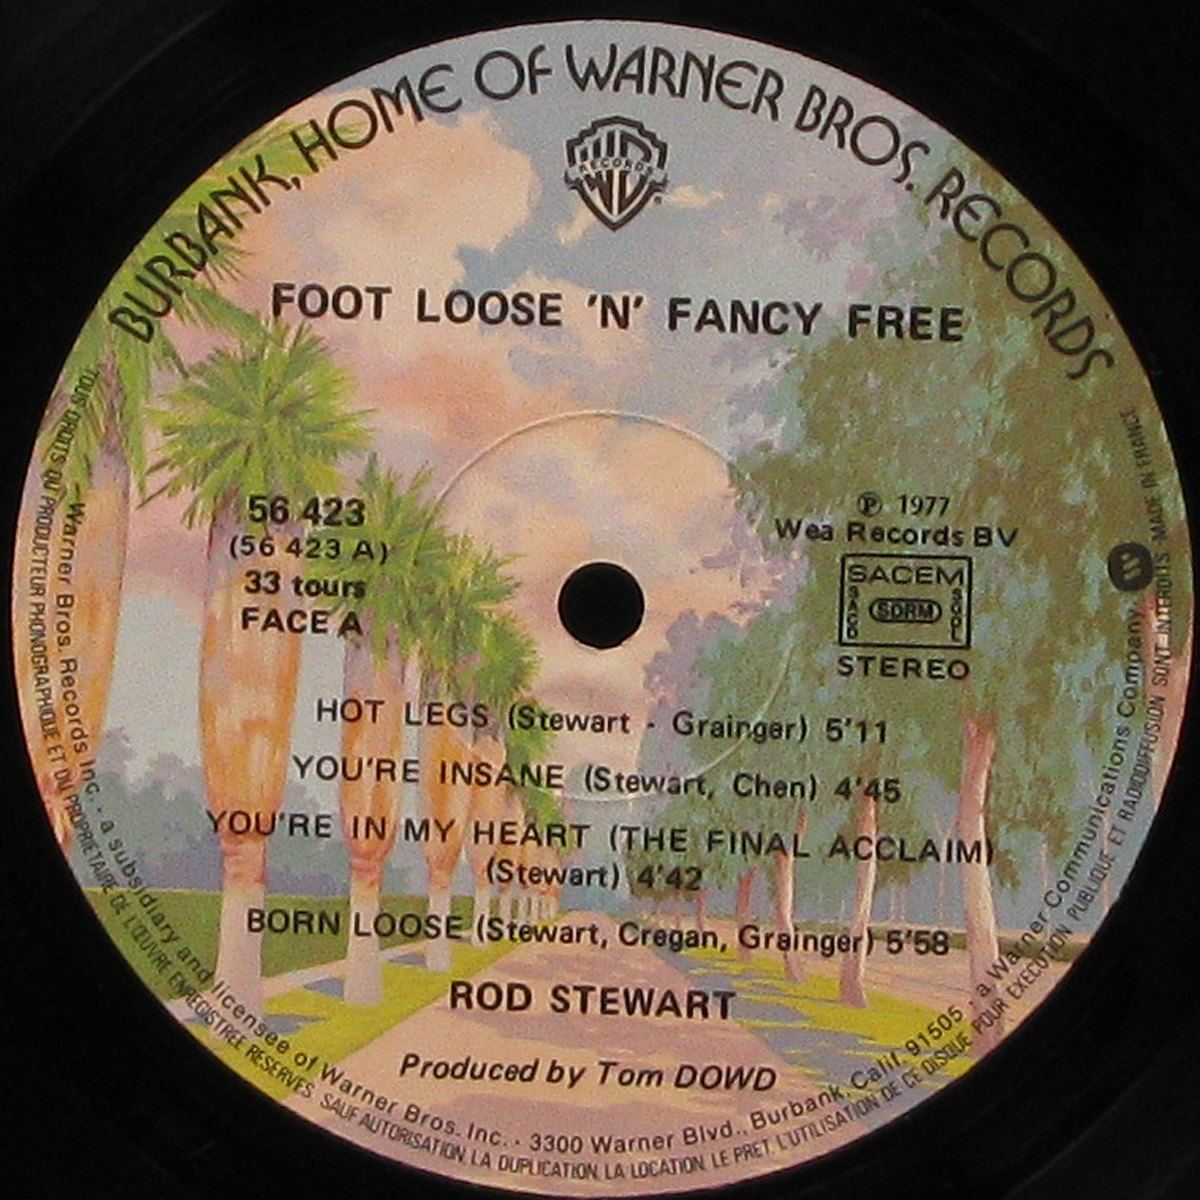 BURBANK, HOME OF WARNER BROS. RECORDS
WB
RECORDS
FOOT LOOSE 'N' FANCY FREE
56 423
(56 423 A)
33 tours
FACE A
℗ 1977
Wea Records BV
SACEM
SACD SDRM SGDL
STEREO
HOT LEGS (Stewart - Grainger) 5'11
YOU'RE INSANE (Stewart, Chen) 4'45
YOU'RE IN MY HEART (THE FINAL ACCLAIM)
(Stewart) 4'42
BORN LOOSE (Stewart, Cregan, Grainger) 5'58
ROD STEWART
Produced by Tom DOWD
Warner Bros. Records Inc. · a subsidiary and licensee of Warner Bros. Inc. · 3300 Warner Blvd., Burbank, Calif. 91505 · a Warner Communications Company
TOUS DROITS DU PRODUCTEUR PHONOGRAPHIQUE ET DU PROPRIETAIRE DE L'ŒUVRE ENREGISTREE RESERVES. SAUF AUTORISATION, LA DUPLICATION, LA LOCATION, LE PRET, L'UTILISATION DE CE DISQUE POUR EXECUTION PUBLIQUE ET RADIODIFFUSION SONT INTERDITS. MADE IN FRANCE